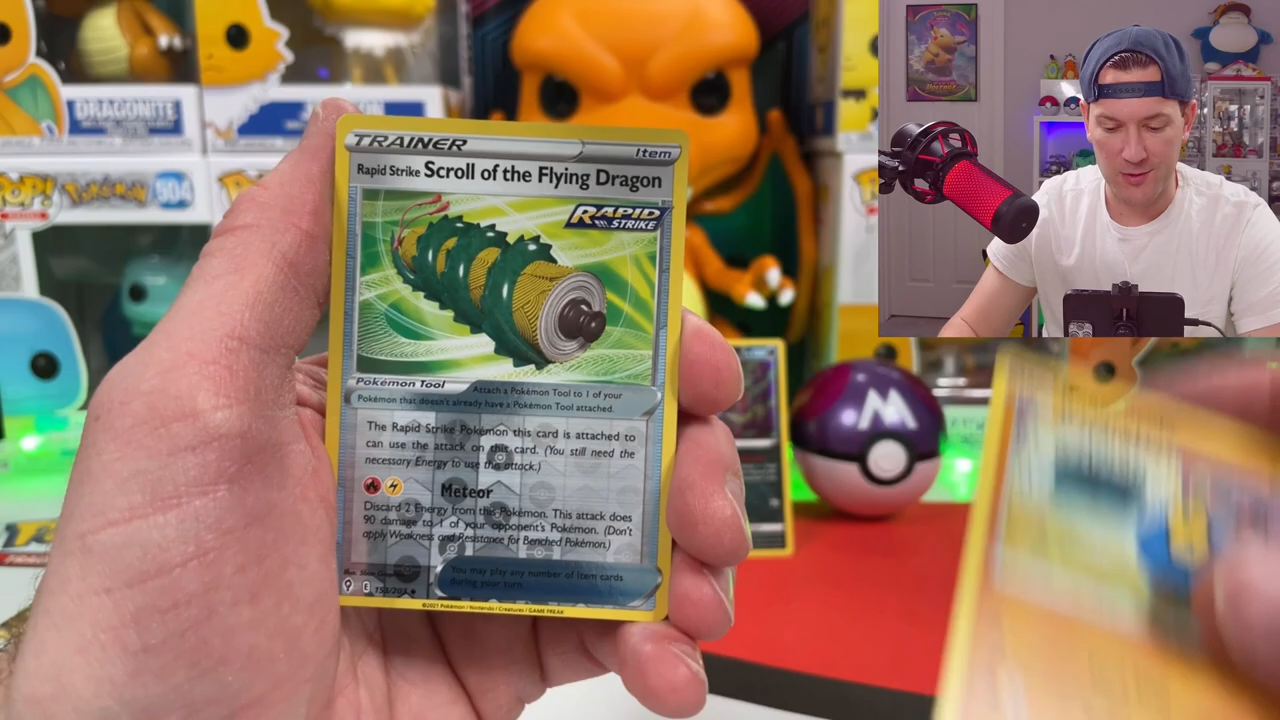 DRAGONITE
POP!
Pokémon
504
TRAINER
Item
Rapid Strike Scroll of the Flying Dragon
RAPID
STRIKE
Pokémon Tool
Attach a Pokémon Tool to 1 of your
Pokémon that doesn't already have a Pokémon Tool attached.
The Rapid Strike Pokémon this card is attached to
can use the attack on this card. (You still need the
necessary Energy to use this attack.)
Meteor
Discard 2 Energy from this Pokémon. This attack does
90 damage to 1 of your opponent's Pokémon. (Don't
apply Weakness and Resistance for Benched Pokémon.)
You may play any number of Item cards
during your turn.
E
153/203
©2021 Pokémon / Nintendo / Creatures / GAME FREAK
M